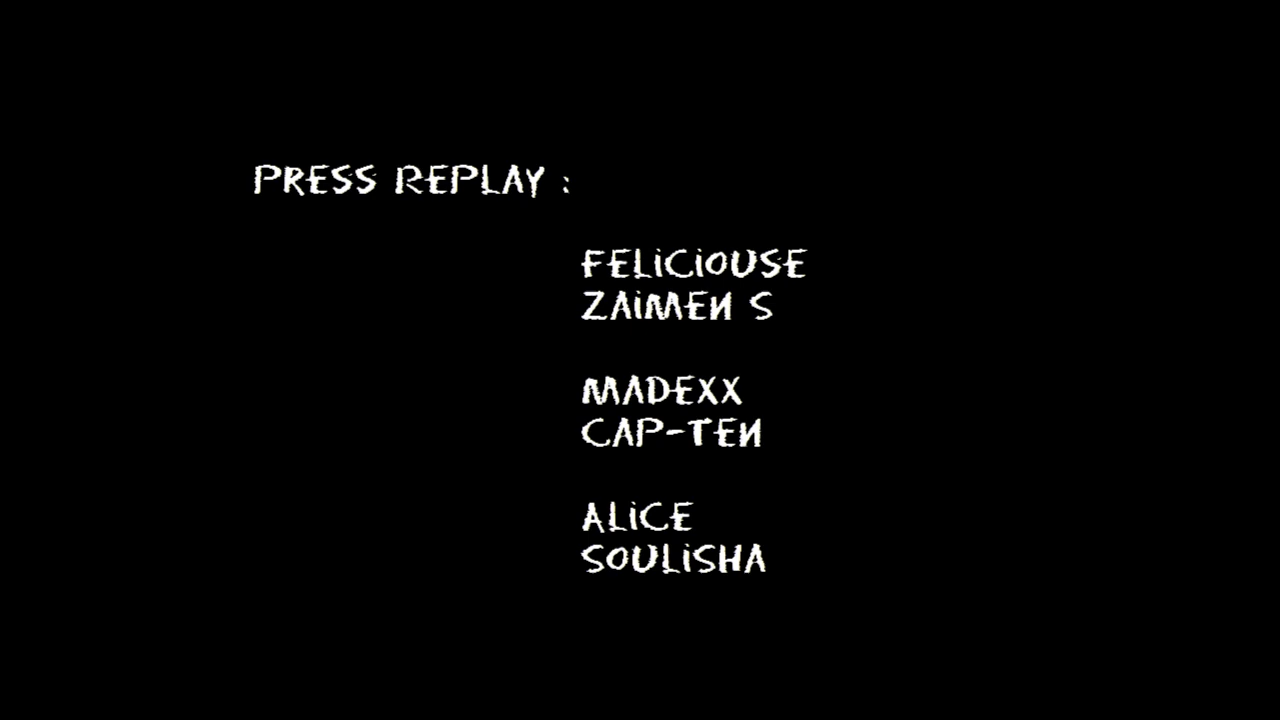 PRESS REPLAY :
FELiCiOUSE
ZAiMEN S
MADEXX
CAP-TEN
ALiCE
SOULiSHA